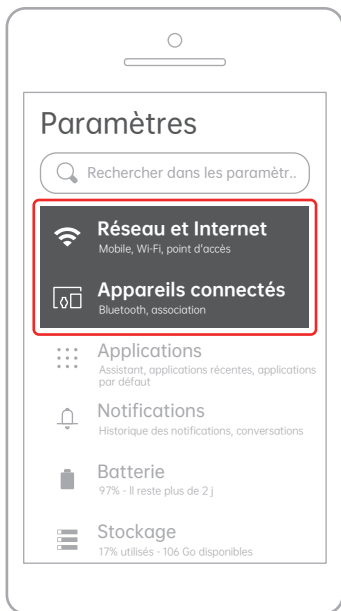 Paramètres
Rechercher dans les paramètr..
Réseau et Internet
Mobile, Wi-Fi, point d'accès
Appareils connectés
Bluetooth, association
Applications
Assistant, applications récentes, applications
par défaut
Notifications
Historique des notifications, conversations
Batterie
97% - Il reste plus de 2 j
Stockage
17% utilisés - 106 Go disponibles